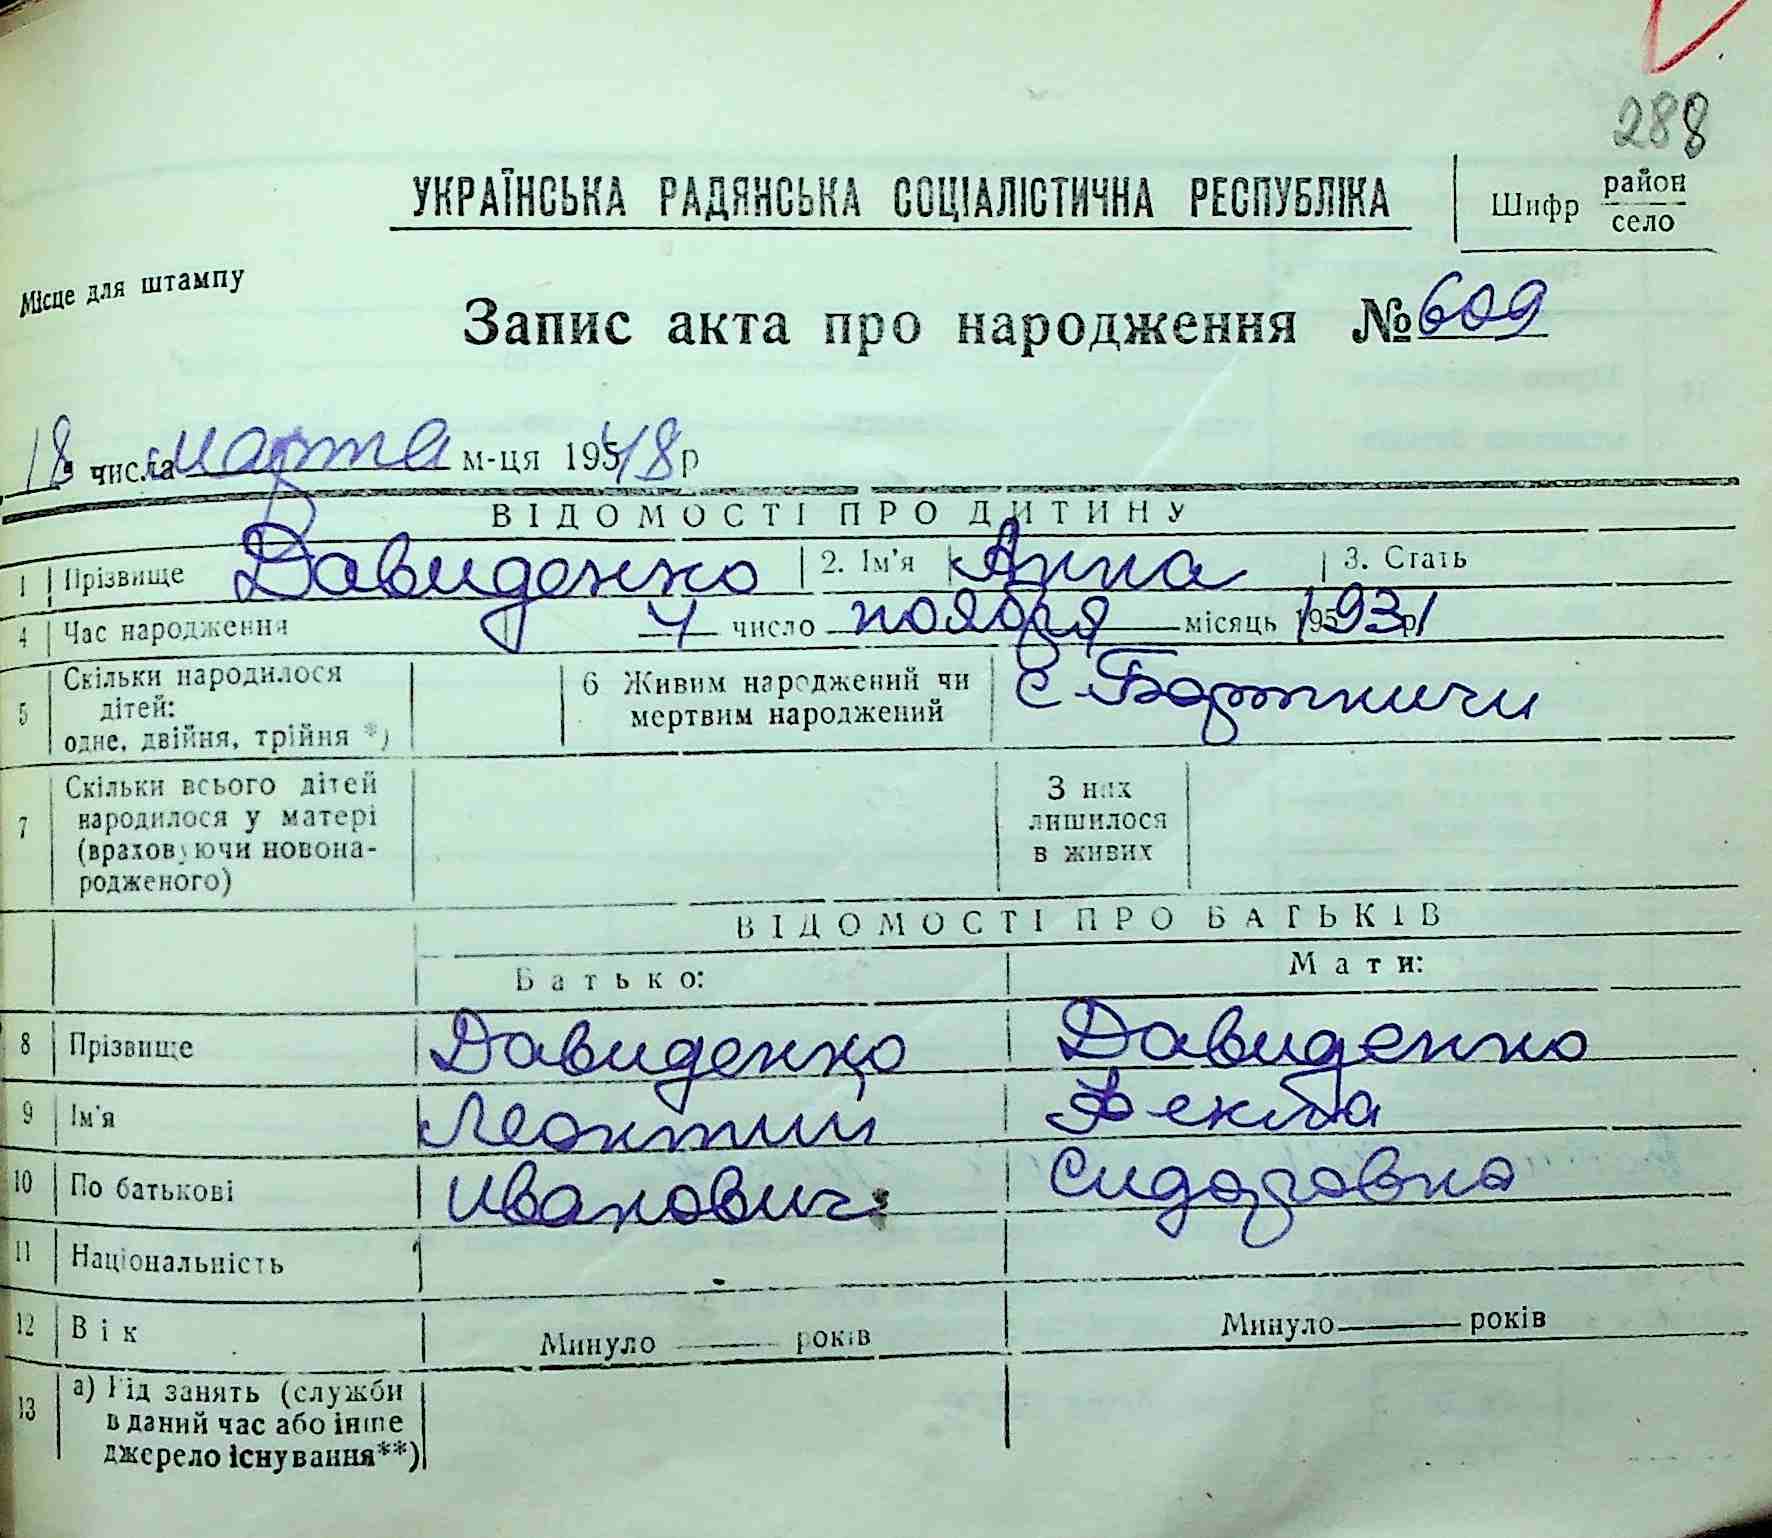 288
УКРАЇНСЬКА РАДЯНСЬКА СОЦІАЛІСТИЧНА РЕСПУБЛІКА
Шифр район село
Місце для штампу
Запис акта про народження № 609
18 числа марта м-ця 195 48 р
ВІДОМОСТІ ПРО ДИТИНУ
1 Прізвище Давиденко 2. Ім'я Анна 3. Стать
4 Час народження 4 число ноября місяць 1931 р
5 Скільки народилося дітей: одне, двійня, трійня *)
6 Живим народжений чи мертвим народжений с. Бортничи
7 Скільки всього дітей народилося у матері (враховуючи новонародженого)
З них лишилося в живих
ВІДОМОСТІ ПРО БАТЬКІВ
Батько: Мати:
8 Прізвище Давиденко Давиденко
9 Ім'я Леонтий Фекла
10 По батькові Иванович Сидоровна
11 Національність
12 Вік Минуло років Минуло років
13 а) Рід занять (служби в даний час або інше джерело існування**)